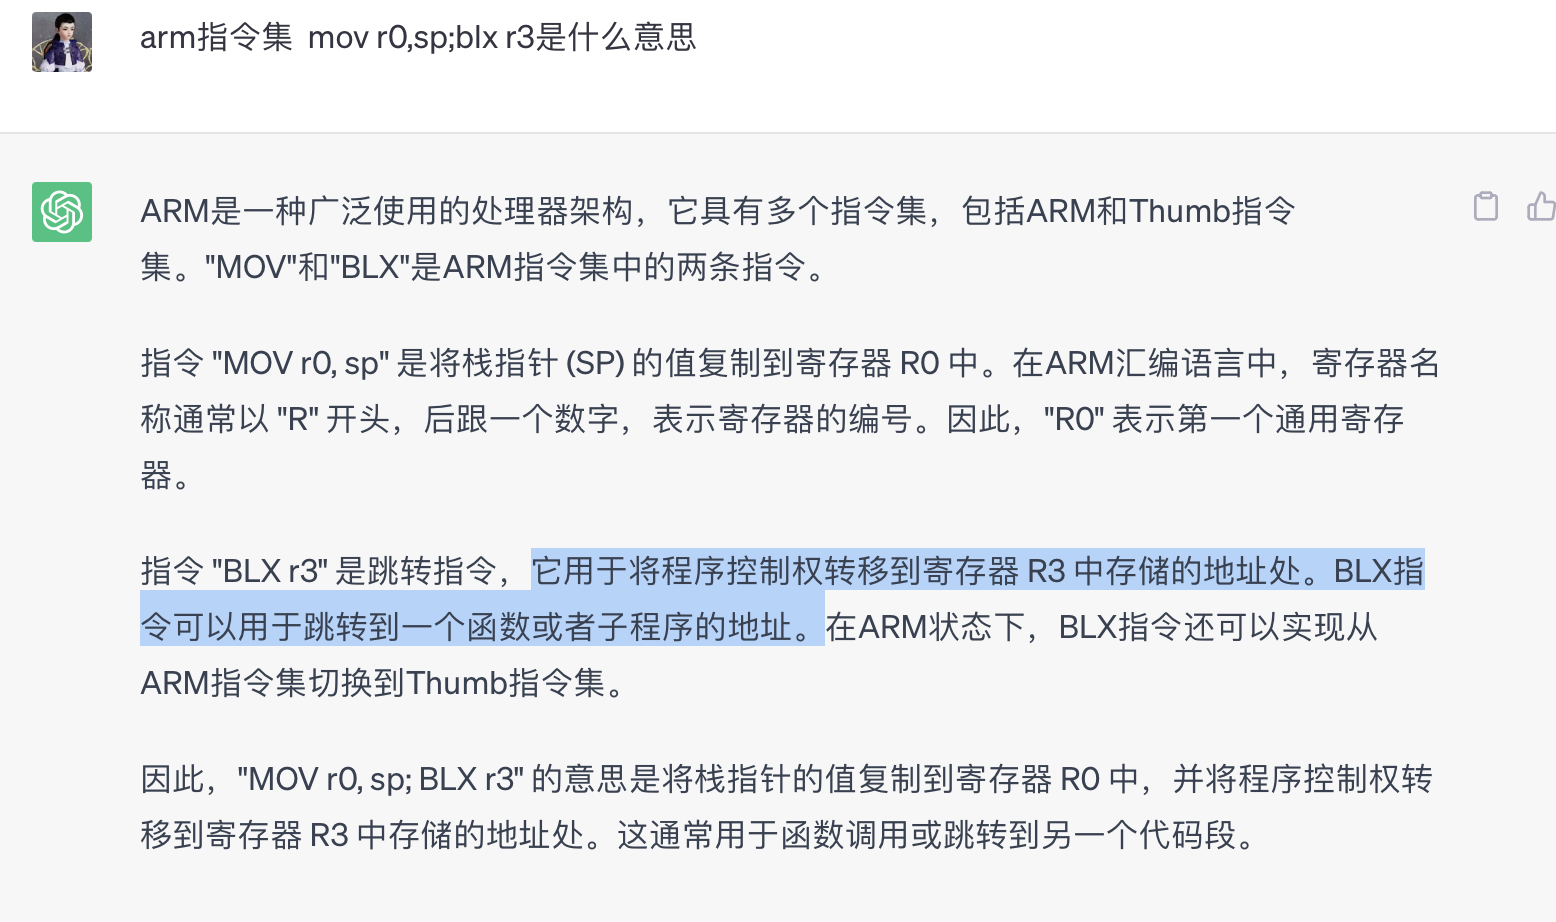 arm指令集  mov r0,sp;blx r3是什么意思
ARM是一种广泛使用的处理器架构，它具有多个指令集，包括ARM和Thumb指令
集。"MOV"和"BLX"是ARM指令集中的两条指令。
指令 "MOV r0, sp" 是将栈指针 (SP) 的值复制到寄存器 R0 中。在ARM汇编语言中，寄存器名
称通常以 "R" 开头，后跟一个数字，表示寄存器的编号。因此，"R0" 表示第一个通用寄存
器。
指令 "BLX r3" 是跳转指令，它用于将程序控制权转移到寄存器 R3 中存储的地址处。BLX指
令可以用于跳转到一个函数或者子程序的地址。在ARM状态下，BLX指令还可以实现从
ARM指令集切换到Thumb指令集。
因此，"MOV r0, sp; BLX r3" 的意思是将栈指针的值复制到寄存器 R0 中，并将程序控制权转
移到寄存器 R3 中存储的地址处。这通常用于函数调用或跳转到另一个代码段。